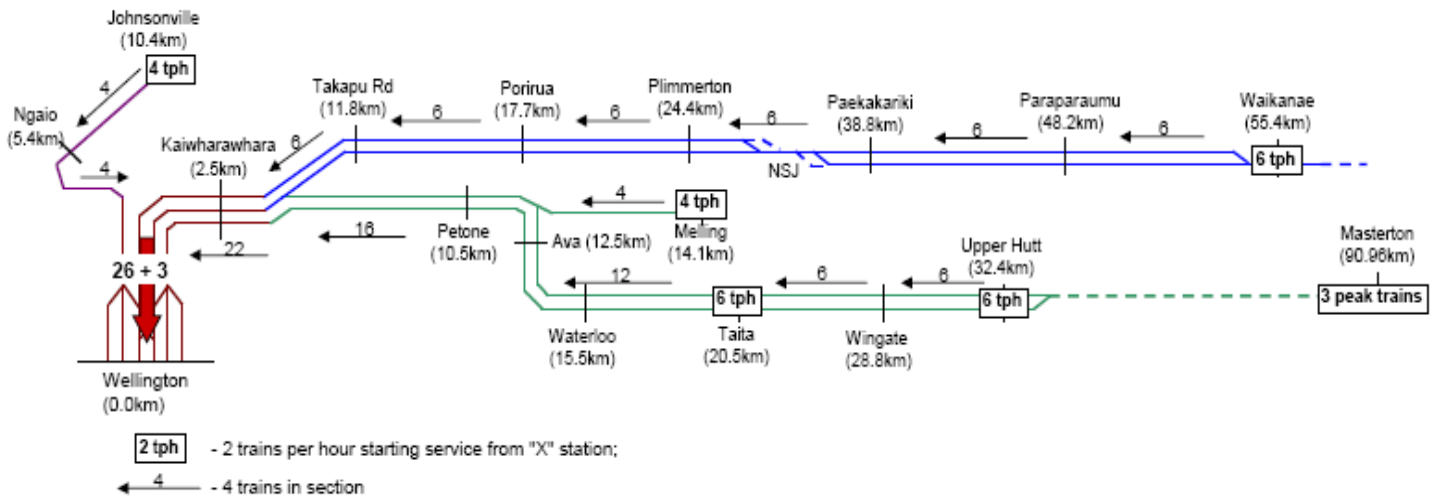 Johnsonville
(10.4km)
4 tph
4
Ngaio
(5.4km)
4
Kaiwharawhara
(2.5km)
6
Takapu Rd
(11.8km)
6
Porirua
(17.7km)
6
Plimmerton
(24.4km)
6
NSJ
Paekakariki
(38.8km)
6
Paraparaumu
(48.2km)
6
Waikanae
(55.4km)
6 tph
22
16
Petone
(10.5km)
4
4 tph
Melling
(14.1km)
Ava (12.5km)
12
Waterloo
(15.5km)
6 tph
Taita
(20.5km)
6
Wingate
(28.8km)
6
Upper Hutt
(32.4km)
6 tph
Masterton
(90.96km)
3 peak trains
26 + 3
Wellington
(0.0km)
2 tph - 2 trains per hour starting service from "X" station;
4 - 4 trains in section